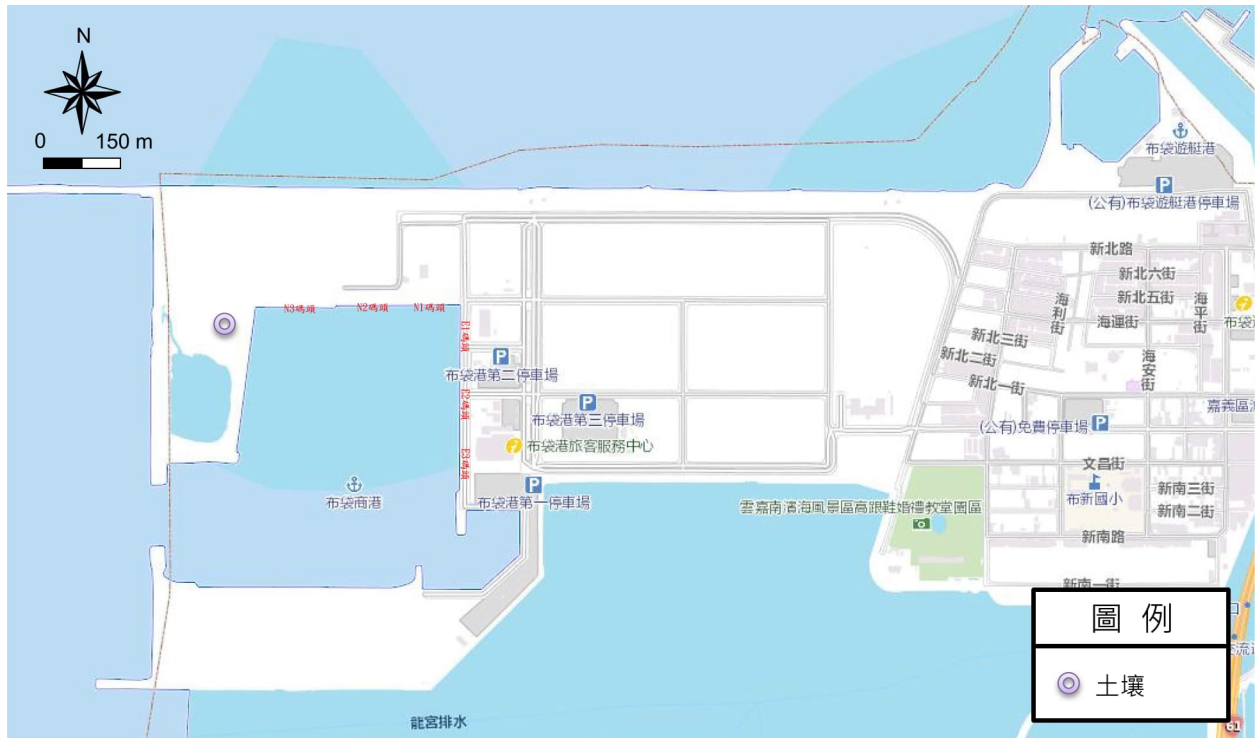 N
0 150 m
布袋遊艇港
(公有)布袋遊艇港停車場
新北路
新北六街
新北五街
海利街
海運街
海平街
新北三街
新北二街
新北一街
海安街
N3碼頭
N2碼頭
N1碼頭
E1碼頭
布袋港第二停車場
E2碼頭
布袋港第三停車場
布袋港旅客服務中心
E3碼頭
布袋港第一停車場
布袋商港
(公有)免費停車場
嘉義區
文昌街
布新國小
新南三街
新南二街
雲嘉南濱海風景區高跟鞋婚禮教堂園區
新南路
新南一街
龍宮排水
圖 例
土壤
61